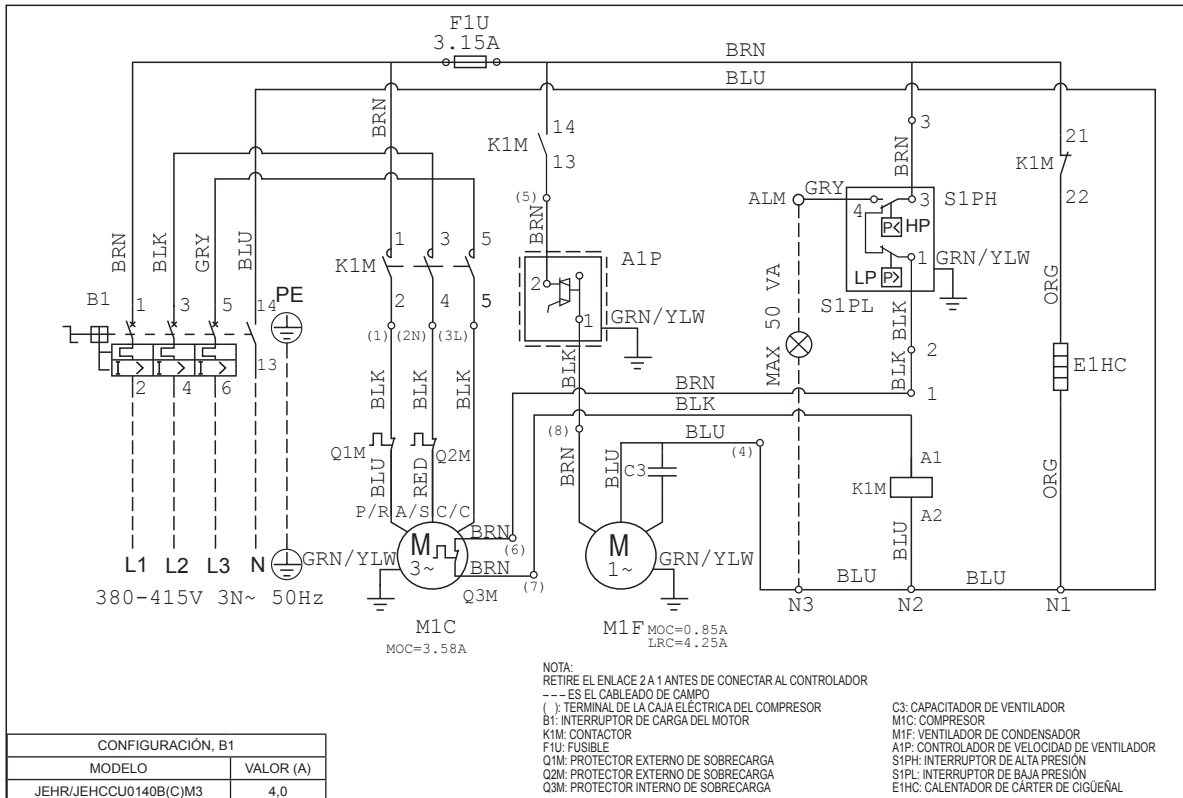 F1U
3.15A
BRN
BLU
BRN
K1M
14
13
(5)
BRN
3
BRN
21
K1M
22
ALM
GRY
4
3
S1PH
P<
HP
LP
P>
1
GRN/YLW
S1PL
BRN
BLK
GRY
BLU
B1
1
3
5
14
PE
2
4
6
13
K1M
1
3
5
2
4
5
(1)
(2N)
(3L)
2
A1P
1
GRN/YLW
BLK
BLK
BLK
BLK
MAX 50 VA
BLK
BLK
2
1
ORG
E1HC
ORG
BRN
BLK
Q1M
Q2M
BLU
RED
P/R
A/S
C/C
(8)
BRN
BLU
C3
BLU
(4)
K1M
A1
A2
BLU
L1
L2
L3
N
GRN/YLW
M
3~
BRN
(6)
BRN
(7)
Q3M
M
1~
GRN/YLW
BLU
BLU
N3
N2
N1
380-415V 3N~ 50Hz
M1C
MOC=3.58A
M1F
MOC=0.85A
LRC=4.25A
NOTA:
RETIRE EL ENLACE 2 A 1 ANTES DE CONECTAR AL CONTROLADOR
--- ES EL CABLEADO DE CAMPO
( ): TERMINAL DE LA CAJA ELÉCTRICA DEL COMPRESOR
B1: INTERRUPTOR DE CARGA DEL MOTOR
K1M: CONTACTOR
F1U: FUSIBLE
Q1M: PROTECTOR EXTERNO DE SOBRECARGA
Q2M: PROTECTOR EXTERNO DE SOBRECARGA
Q3M: PROTECTOR INTERNO DE SOBRECARGA
C3: CAPACITADOR DE VENTILADOR
M1C: COMPRESOR
M1F: VENTILADOR DE CONDENSADOR
A1P: CONTROLADOR DE VELOCIDAD DE VENTILADOR
S1PH: INTERRUPTOR DE ALTA PRESIÓN
S1PL: INTERRUPTOR DE BAJA PRESIÓN
E1HC: CALENTADOR DE CÁRTER DE CIGÜEÑAL
CONFIGURACIÓN, B1
MODELO
VALOR (A)
JEHR/JEHCCU0140B(C)M3
4,0